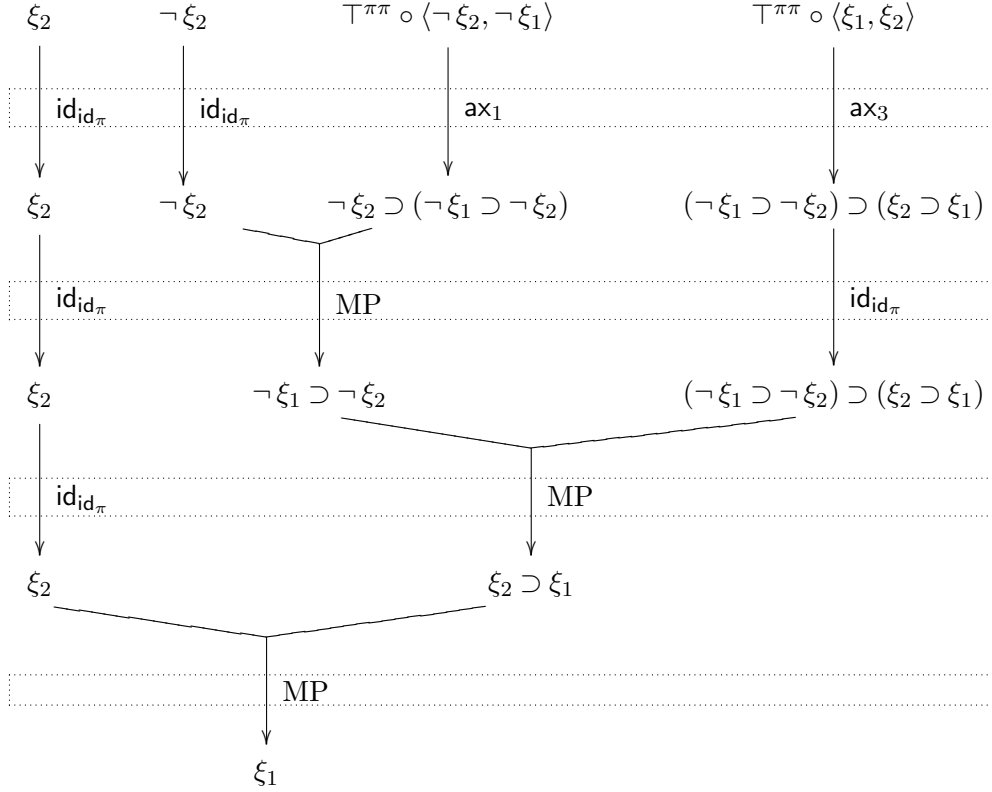 ξ₂ ¬ ξ₂ ⊤^ππ ∘ ⟨¬ ξ₂, ¬ ξ₁⟩ ⊤^ππ ∘ ⟨ξ₁, ξ₂⟩
id_{id_π} id_{id_π} ax₁ ax₃
ξ₂ ¬ ξ₂ ¬ ξ₂ ⊃ (¬ ξ₁ ⊃ ¬ ξ₂) (¬ ξ₁ ⊃ ¬ ξ₂) ⊃ (ξ₂ ⊃ ξ₁)
id_{id_π} MP id_{id_π}
ξ₂ ¬ ξ₁ ⊃ ¬ ξ₂ (¬ ξ₁ ⊃ ¬ ξ₂) ⊃ (ξ₂ ⊃ ξ₁)
id_{id_π} MP
ξ₂ ξ₂ ⊃ ξ₁
MP
ξ₁